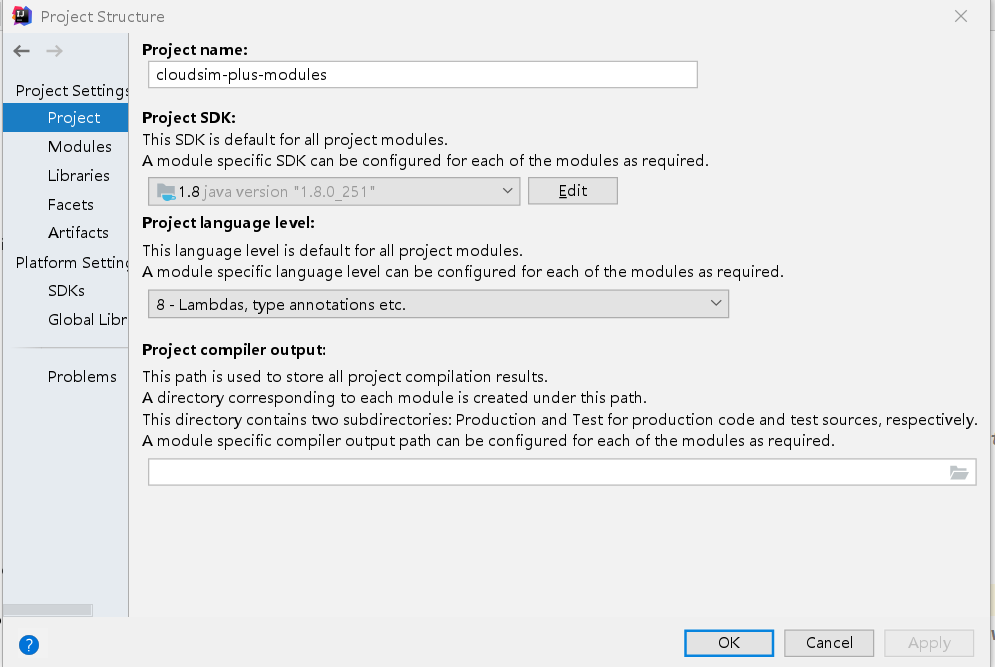 Project Structure
Project Settings
Project
Modules
Libraries
Facets
Artifacts
Platform Setting
SDKs
Global Libr
Problems
Project name:
cloudsim-plus-modules
Project SDK:
This SDK is default for all project modules.
A module specific SDK can be configured for each of the modules as required.
1.8 java version "1.8.0_251"
Edit
Project language level:
This language level is default for all project modules.
A module specific language level can be configured for each of the modules as required.
8 - Lambdas, type annotations etc.
Project compiler output:
This path is used to store all project compilation results.
A directory corresponding to each module is created under this path.
This directory contains two subdirectories: Production and Test for production code and test sources, respectively.
A module specific compiler output path can be configured for each of the modules as required.
?
OK
Cancel
Apply